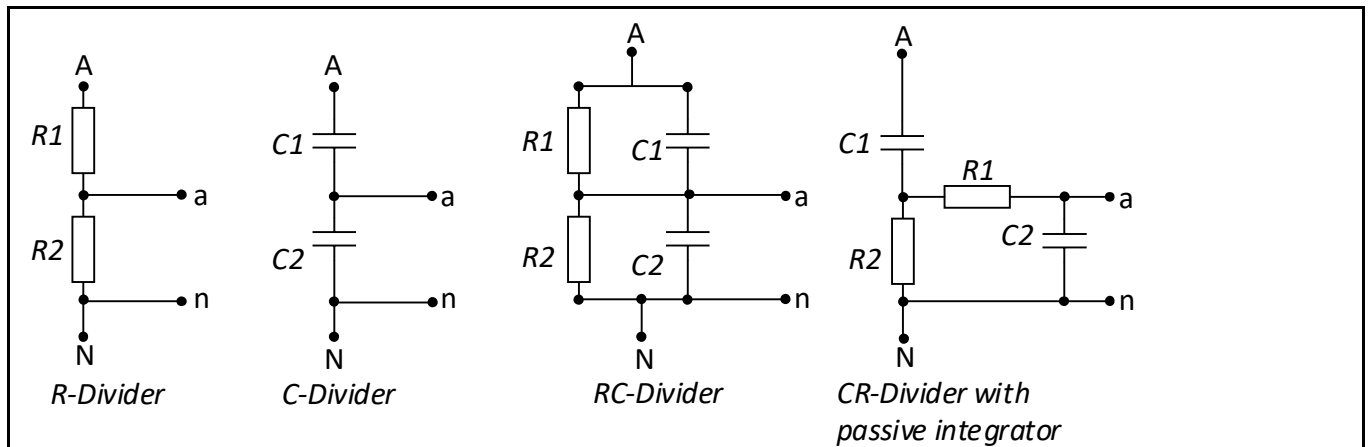 A
R1
a
R2
n
N
R-Divider
A
C1
a
C2
n
N
C-Divider
A
R1
C1
a
R2
C2
n
N
RC-Divider
A
C1
R1
a
C2
R2
n
N
CR-Divider with
passive integrator